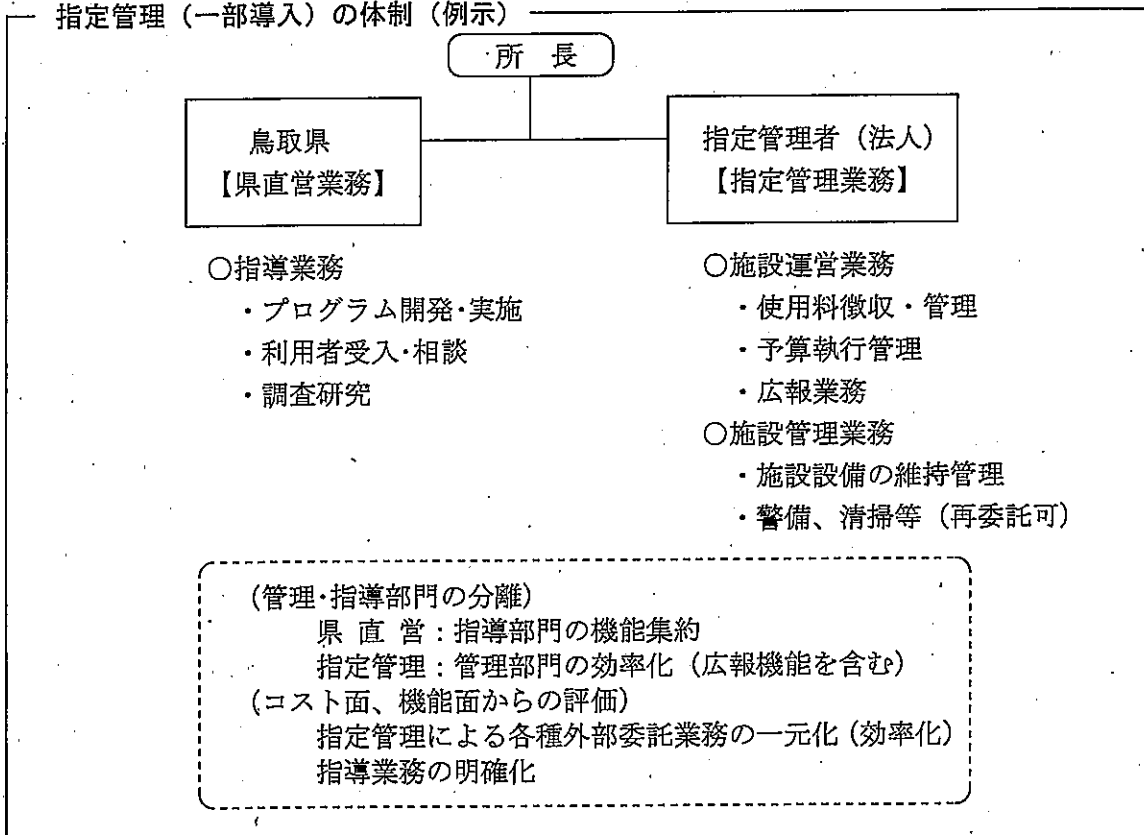 指定管理（一部導入）の体制（例示）
所　長
鳥取県
【県直営業務】
指定管理者（法人）
【指定管理業務】
○指導業務
・プログラム開発・実施
・利用者受入・相談
・調査研究
○施設運営業務
・使用料徴収・管理
・予算執行管理
・広報業務
○施設管理業務
・施設設備の維持管理
・警備、清掃等（再委託可）
（管理・指導部門の分離）
県 直 営：指導部門の機能集約
指定管理：管理部門の効率化（広報機能を含む）
（コスト面、機能面からの評価）
指定管理による各種外部委託業務の一元化（効率化）
指導業務の明確化